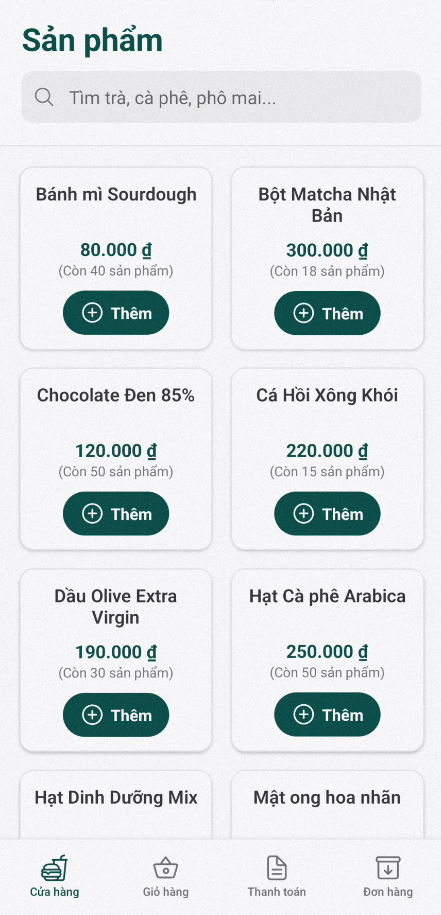 Sản phẩm
Tìm trà, cà phê, phô mai...
Bánh mì Sourdough
80.000 ₫
(Còn 40 sản phẩm)
Thêm
Bột Matcha Nhật
Bản
300.000 ₫
(Còn 18 sản phẩm)
Thêm
Chocolate Đen 85%
120.000 ₫
(Còn 50 sản phẩm)
Thêm
Cá Hồi Xông Khói
220.000 ₫
(Còn 15 sản phẩm)
Thêm
Dầu Olive Extra
Virgin
190.000 ₫
(Còn 30 sản phẩm)
Thêm
Hạt Cà phê Arabica
250.000 ₫
(Còn 50 sản phẩm)
Thêm
Hạt Dinh Dưỡng Mix
Mật ong hoa nhãn
Cửa hàng
Giỏ hàng
Thanh toán
Đơn hàng